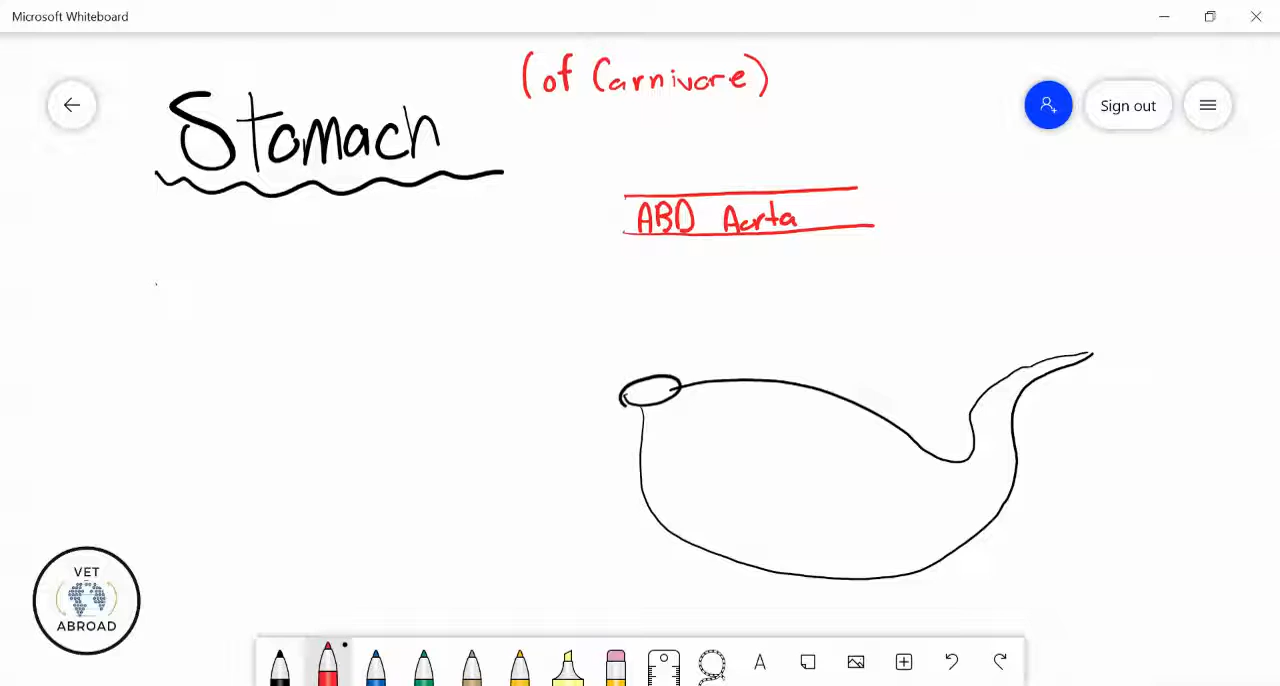 Microsoft Whiteboard
(of Carnivore)
Stomach
Sign out
ABD Aorta
VET
ABROAD
A